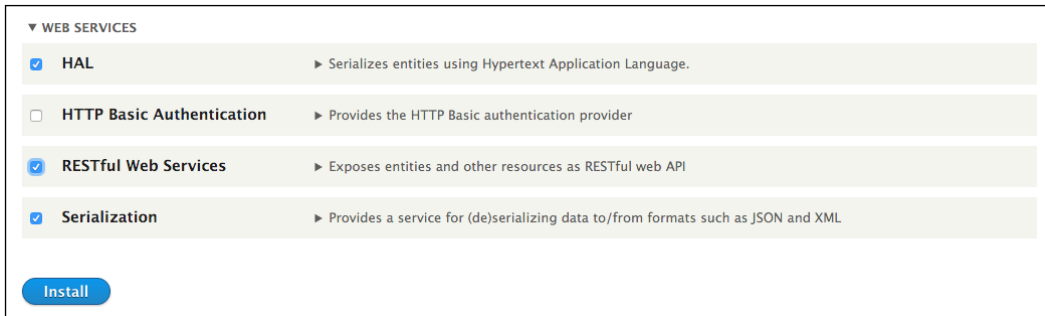 ▼ WEB SERVICES
HAL ▶ Serializes entities using Hypertext Application Language.
HTTP Basic Authentication ▶ Provides the HTTP Basic authentication provider
RESTful Web Services ▶ Exposes entities and other resources as RESTful web API
Serialization ▶ Provides a service for (de)serializing data to/from formats such as JSON and XML
Install